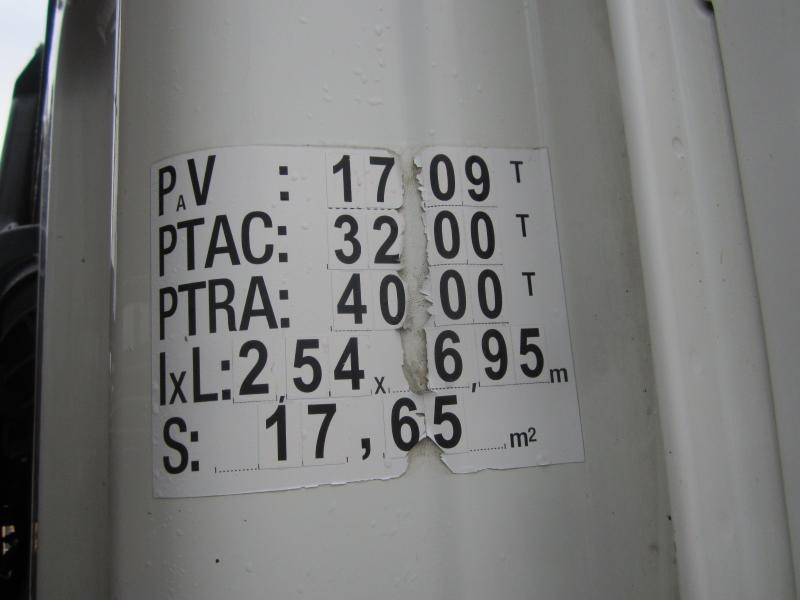 PAV : 17 09 T
PTAC: 32 00 T
PTRA: 40 00 T
lxL: 2,54 x 6,95 m
S: 17,65 m²